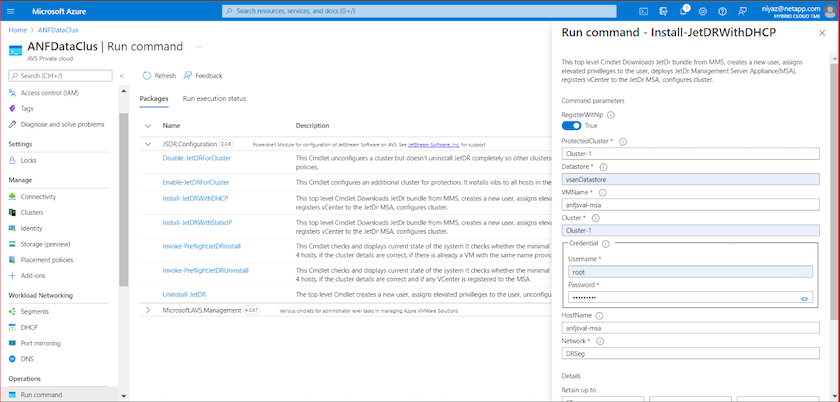 Microsoft Azure
Search resources, services, and docs (G+/)
1
niyaz@netapp.com
HYBRID CLOUD TME
Home > ANFDataClus >
ANFDataClus | Run command ...
AVS Private cloud
Search (Ctrl+/)
Access control (IAM)
Tags
Diagnose and solve problems
Settings
Locks
Manage
Connectivity
Clusters
Identity
Storage (preview)
Placement policies
Add-ons
Workload Networking
Segments
DHCP
Port mirroring
DNS
Operations
Run command
Refresh
Feedback
Packages
Run execution status
Name
Description
JSDR.Configuration 2.0.6
Powershell Module for configuration of JetStream Software on AVS. See JetStream Software, Inc. for support
Disable-JetDRForCluster
This Cmdlet unconfigures a cluster but doesn't uninstall JetDR completely so other clusters
policies.
Enable-JetDRForCluster
This Cmdlet configures an additional cluster for protection. It installs vibs to all hosts in the
Install-JetDRWithDHCP
This top level Cmdlet Downloads JetDr bundle from MMS, creates a new user, assigns
registers vCenter to the JetDr MSA, configures cluster.
Install-JetDRWithStaticIP
This top level Cmdlet Downloads JetDr bundle from MMS, creates a new user, assigns
registers vCenter to the JetDr MSA, configures cluster.
Invoke-PreflightJetDRInstall
This Cmdlet checks and displays current state of the system It checks whether the minimal
4 hosts, if the cluster details are correct, if there is already a VM with the same name provi
Invoke-PreflightJetDRUninstall
This Cmdlet checks and displays current state of the system It checks whether the minimal
4 hosts, if the cluster details are correct and if any VCenter is registered to the MSA
Uninstall-JetDR
The top level Cmdlet creates a new user, assigns elevated privileges to the user, unconfigu
Microsoft.AVS.Management 4.0.67
Various cmdlets for administrator level tasks in managing Azure VMWare Solutions
Run command - Install-JetDRWithDHCP
This top level Cmdlet Downloads JetDr bundle from MMS, creates a new user, assigns
elevated privilleges to the user, deploys JetDr Management Server Appliance(MSA),
registers vCenter to the JetDr MSA, configures cluster.
Command parameters
RegisterWithIp
True
ProtectedCluster *
Cluster-1
Datastore *
vsanDatastore
VMName *
anfjsval-msa
Cluster *
Cluster-1
Credential
Username *
root
Password *
•••••••••
HostName
anfjsval-msa
Network *
DRSeg
Details
Retain up to